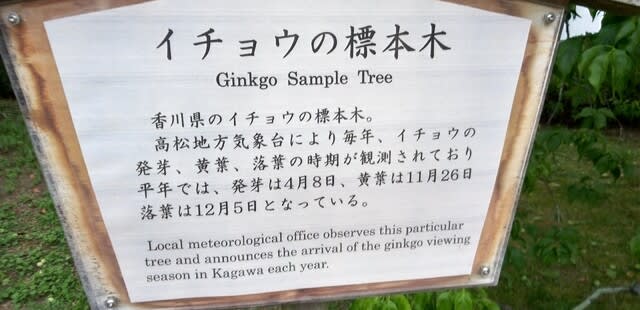 イチョウの標本木
Ginkgo Sample Tree
香川県のイチョウの標本木。
高松地方気象台により毎年、イチョウの
発芽、黄葉、落葉の時期が観測されており
平年では、発芽は4月8日、黄葉は11月26日
落葉は12月5日となっている。
Local meteorological office observes this particular
tree and announces the arrival of the ginkgo viewing
season in Kagawa each year.